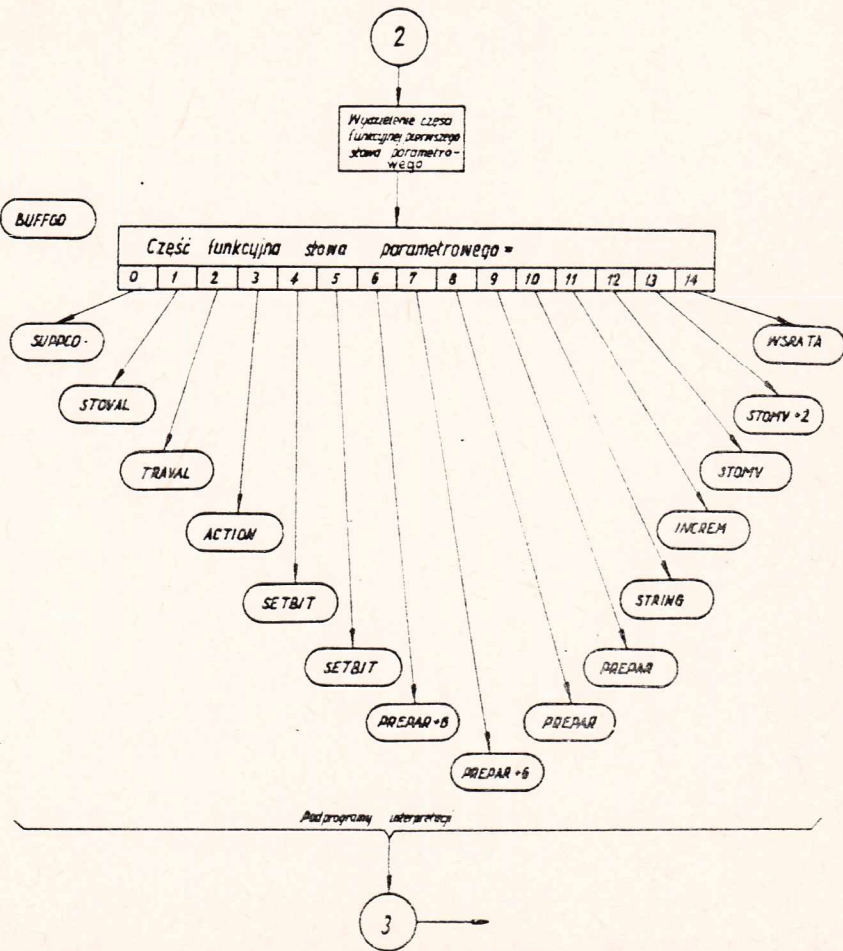 2
Wydzielenie części
funkcyjnej pierwszego
słowa parametro-
wego
BUFFGO
Część funkcyjna słowa parametrowego =
0 1 2 3 4 5 6 7 8 9 10 11 12 13 14
WSRATA
STOVAL
STOMV+2
TRAVAL
STOMV
ACTION
INCREM
SETBIT
STRING
SETBIT
PREPAR
PREPAR+6
PREPAR
PREPAR+6
Podprogramy interpretacji
3